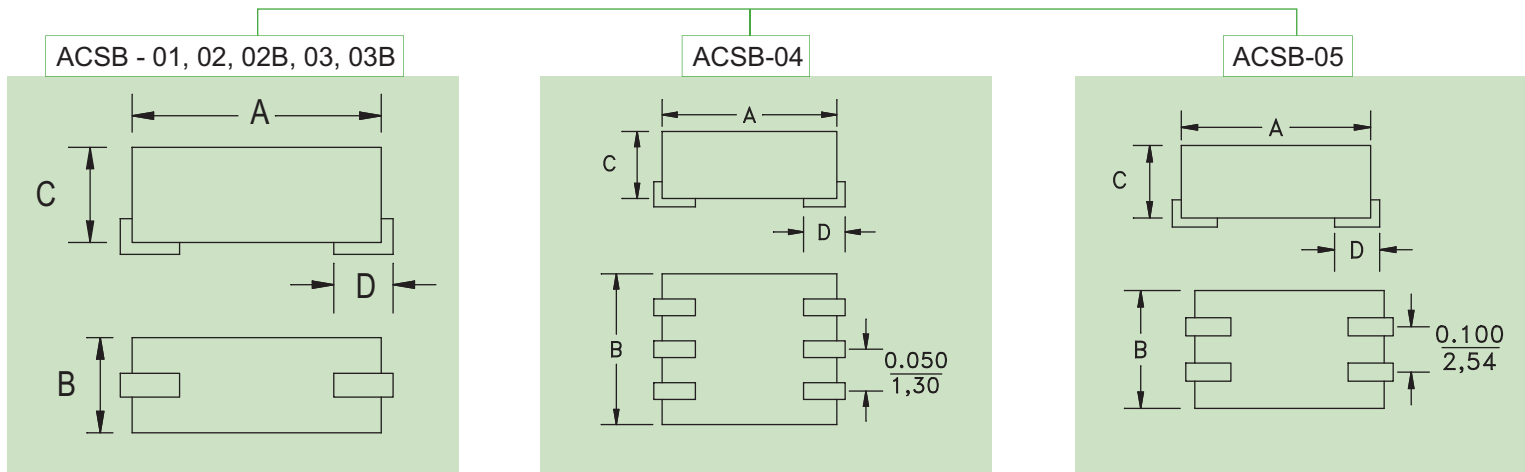 ACSB - 01, 02, 02B, 03, 03B
A
C
D
B
ACSB-04
A
C
D
B
0.050
1,30
ACSB-05
A
C
D
B
0.100
2,54